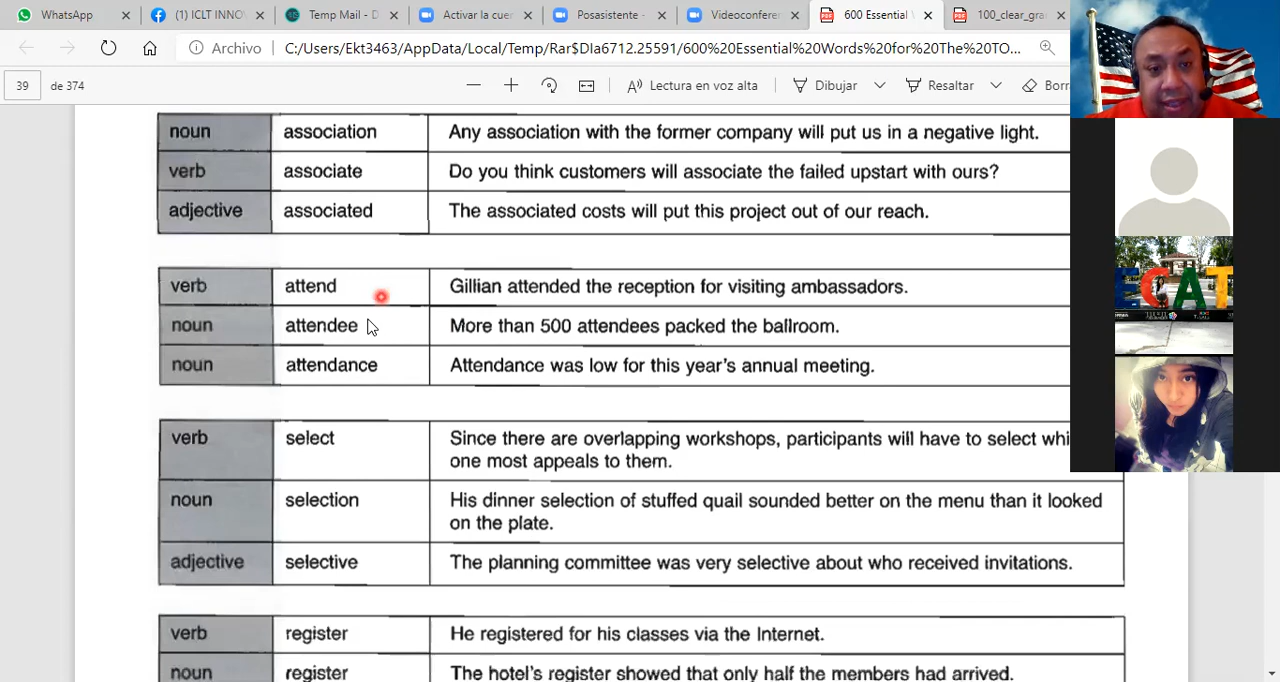 WhatsApp
(1) ICLT INNO
Temp Mail - D
Activar la cue
Posasistente -
Videoconferen
600 Essential
100_clear_gra
Archivo
C:/Users/Ekt3463/AppData/Local/Temp/Rar$DIa6712.25591/600%20Essential%20Words%20for%20The%20TO...
39
de 374
Lectura en voz alta
Dibujar
Resaltar
Borra
noun association Any association with the former company will put us in a negative light.
verb associate Do you think customers will associate the failed upstart with ours?
adjective associated The associated costs will put this project out of our reach.
verb attend Gillian attended the reception for visiting ambassadors.
noun attendee More than 500 attendees packed the ballroom.
noun attendance Attendance was low for this year's annual meeting.
verb select Since there are overlapping workshops, participants will have to select whi
one most appeals to them.
noun selection His dinner selection of stuffed quail sounded better on the menu than it looked
on the plate.
adjective selective The planning committee was very selective about who received invitations.
verb register He registered for his classes via the Internet.
noun register The hotel's register showed that only half the members had arrived.
ECAT